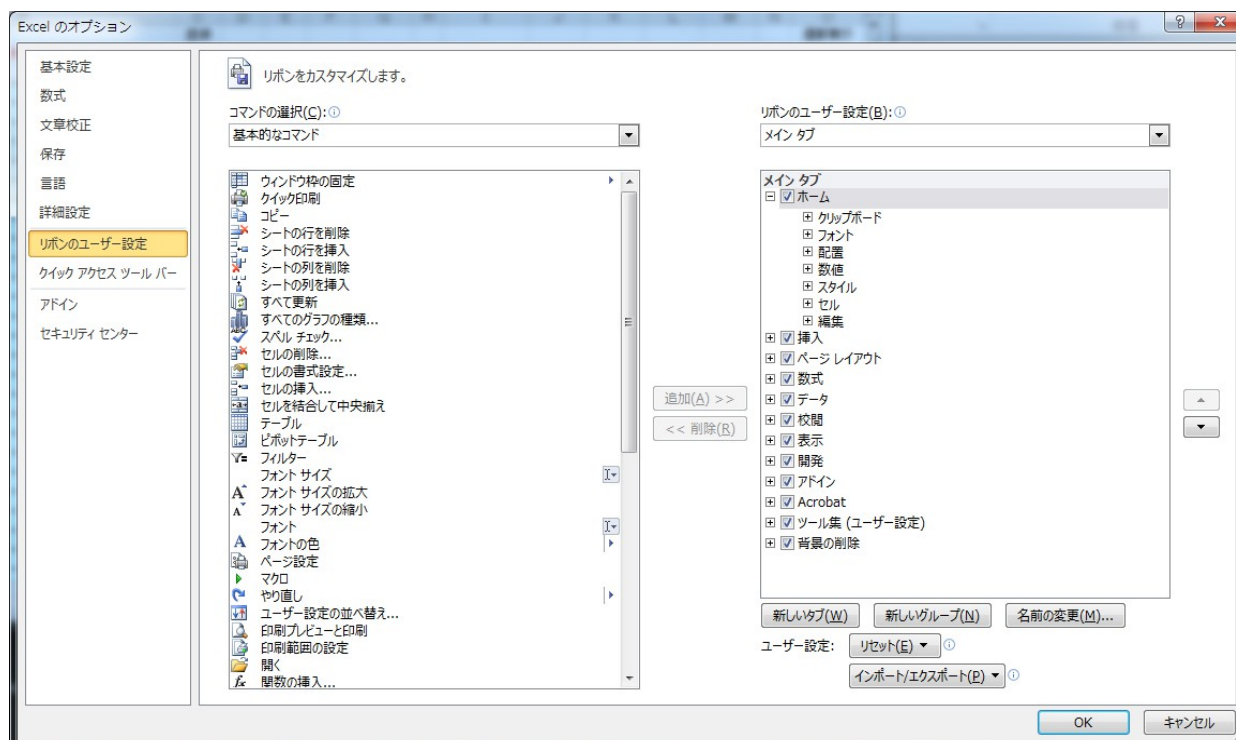 Excel のオプション
基本設定
数式
文章校正
保存
言語
詳細設定
リボンのユーザー設定
クイック アクセス ツール バー
アドイン
セキュリティ センター
リボンをカスタマイズします。
コマンドの選択(C):
基本的なコマンド
ウィンドウ枠の固定
クイック印刷
コピー
シートの行を削除
シートの行を挿入
シートの列を削除
シートの列を挿入
すべて更新
すべてのグラフの種類...
スペル チェック...
セルの削除...
セルの書式設定...
セルの挿入...
セルを結合して中央揃え
テーブル
ピボットテーブル
フィルター
フォント サイズ
フォント サイズの拡大
フォント サイズの縮小
フォント
フォントの色
ページ設定
マクロ
やり直し
ユーザー設定の並べ替え...
印刷プレビューと印刷
印刷範囲の設定
開く
関数の挿入...
追加(A) >>
<< 削除(R)
リボンのユーザー設定(B):
メイン タブ
メイン タブ
ホーム
クリップボード
フォント
配置
数値
スタイル
セル
編集
挿入
ページ レイアウト
数式
データ
校閲
表示
開発
アドイン
Acrobat
ツール集 (ユーザー設定)
背景の削除
新しいタブ(W)
新しいグループ(N)
名前の変更(M)...
ユーザー設定:
リセット(E)
インポート/エクスポート(P)
OK
キャンセル